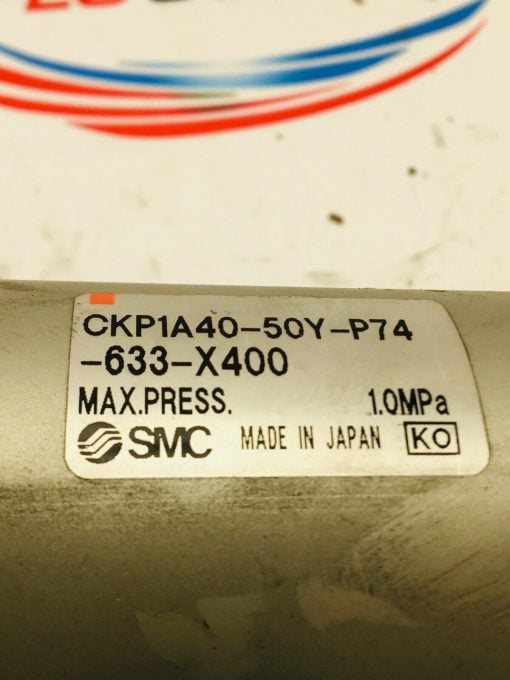 CKP1A40-50Y-P74
-633-X400
MAX.PRESS. 1.0MPa
SMC MADE IN JAPAN KO